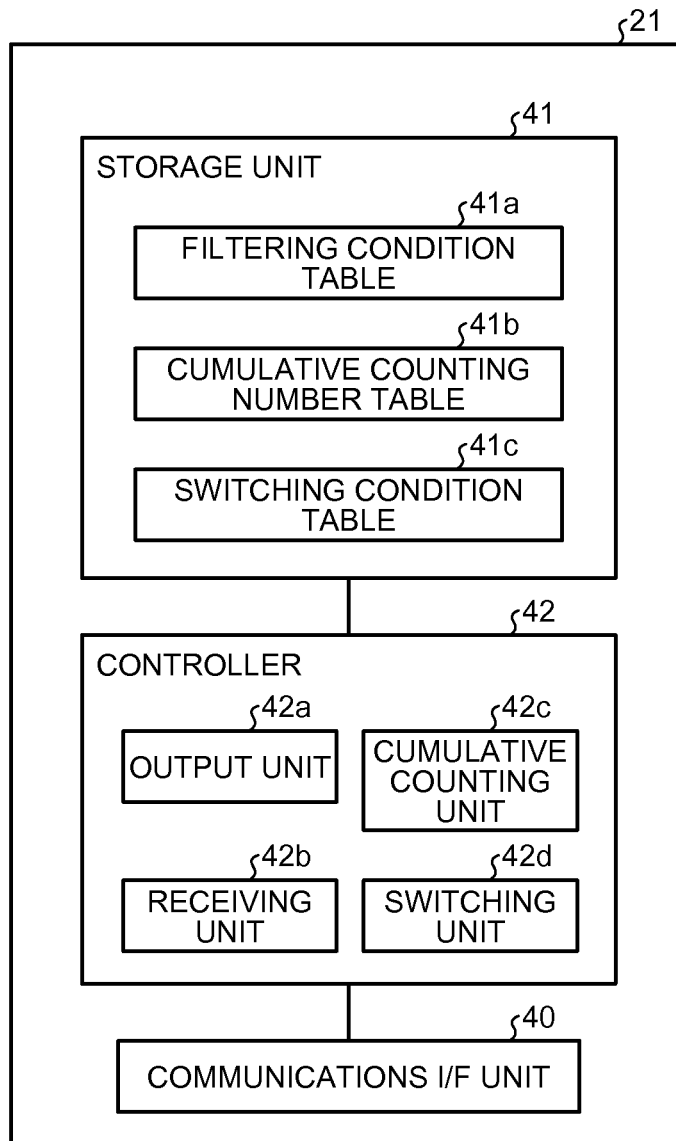 21
41
STORAGE UNIT
41a
FILTERING CONDITION
TABLE
41b
CUMULATIVE COUNTING
NUMBER TABLE
41c
SWITCHING CONDITION
TABLE
42
CONTROLLER
42a
OUTPUT UNIT
42c
CUMULATIVE
COUNTING
UNIT
42b
RECEIVING
UNIT
42d
SWITCHING
UNIT
40
COMMUNICATIONS I/F UNIT